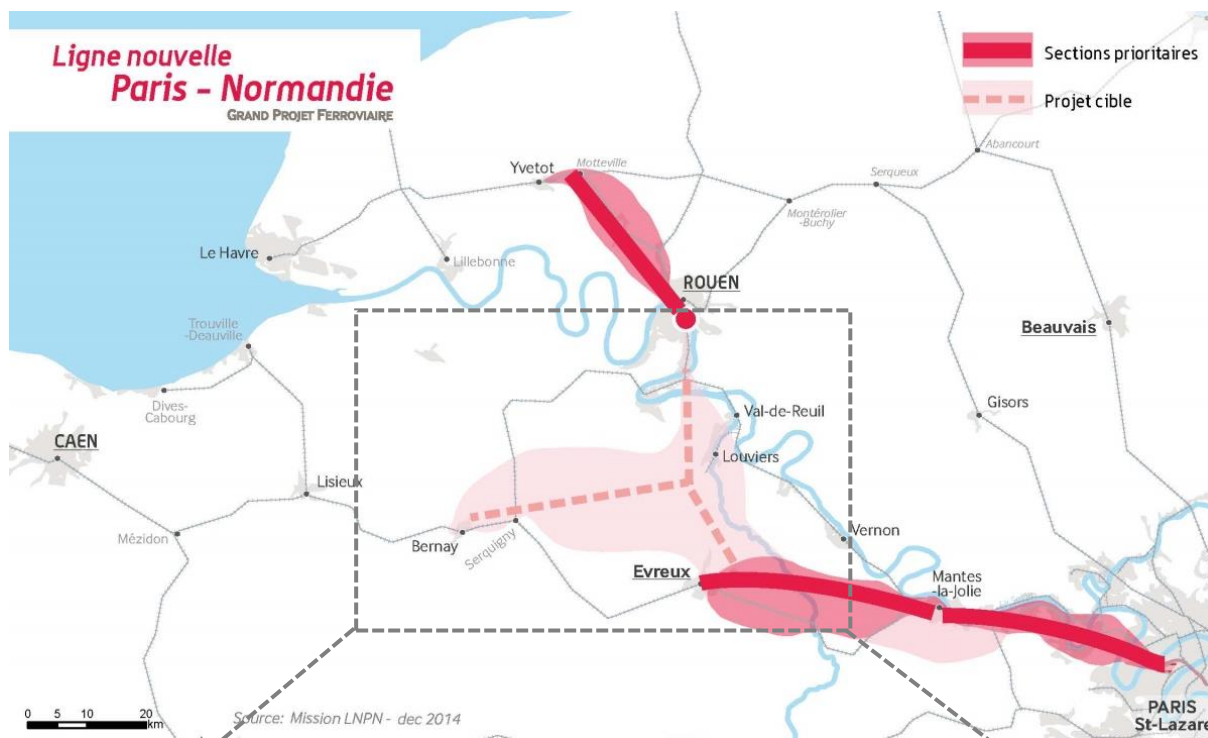 Ligne nouvelle
Paris - Normandie
GRAND PROJET FERROVIAIRE
Sections prioritaires
Projet cible
Abancourt
Yvetot
Motteville
Serqueux
Montérolier
-Buchy
Le Havre
Lillebonne
ROUEN
Trouville
-Deauville
Beauvais
Dives-
Cabourg
Val-de-Reuil
Gisors
CAEN
Louviers
Lisieux
Mézidon
Bernay
Serquigny
Vernon
Evreux
Mantes
-la-Jolie
PARIS
St-Lazare
0 5 10 20
km
Source: Mission LNPN - dec 2014